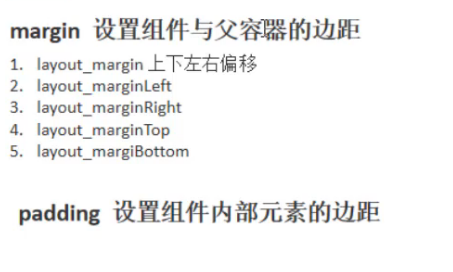 margin 设置组件与父容器的边距
1. layout_margin 上下左右偏移
2. layout_marginLeft
3. layout_marginRight
4. layout_marginTop
5. layout_margiBottom
padding 设置组件内部元素的边距